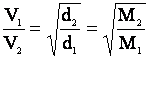 V₁/V₂ = √(d₂/d₁) = √(M₂/M₁)